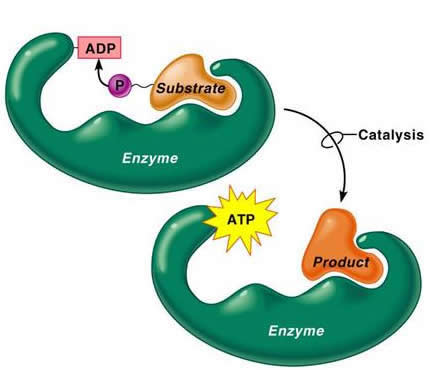 ADP
P
Substrate
Enzyme
Catalysis
ATP
Product
Enzyme